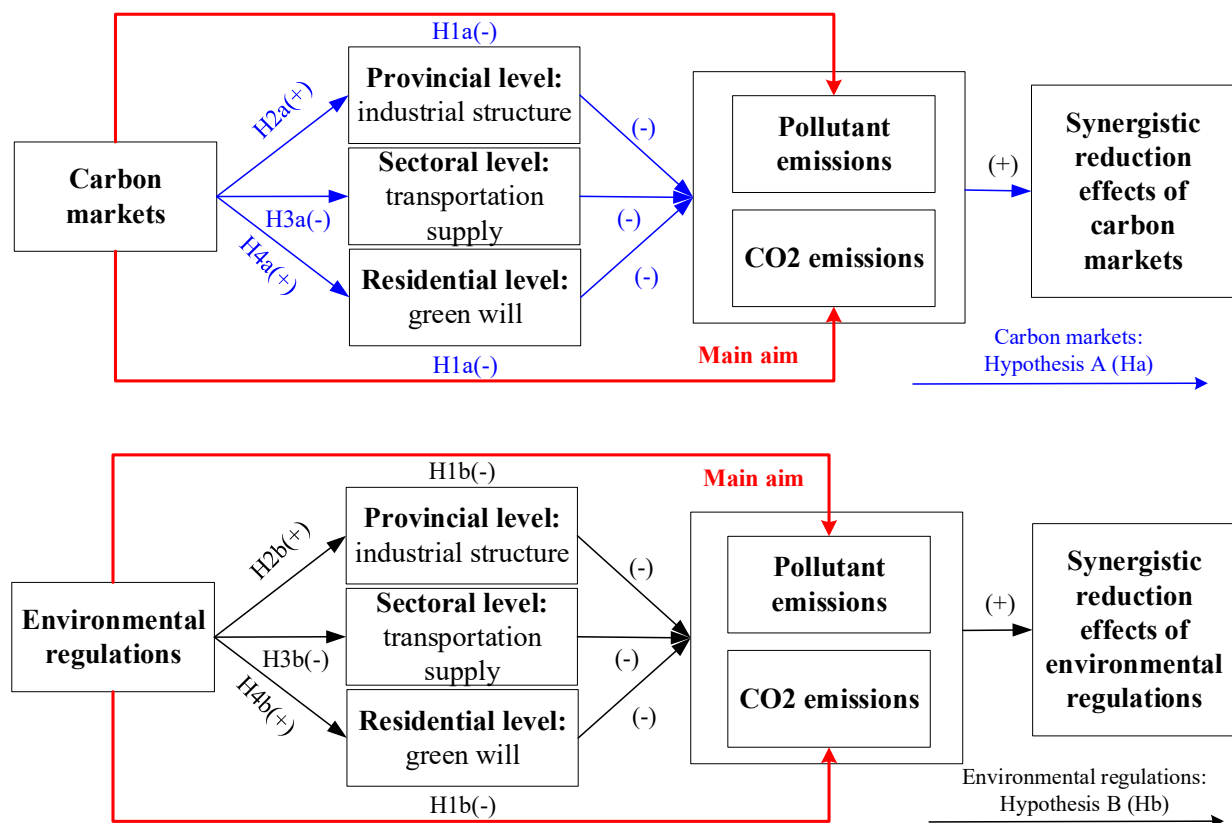 H1a(-)
Provincial level:
industrial structure
H2a(+)
Carbon
markets
Sectoral level:
transportation
supply
H3a(-)
H4a(+)
Residential level:
green will
H1a(-)
(-)
(-)
(-)
Pollutant
emissions
CO2 emissions
Main aim
(+)
Synergistic
reduction
effects of
carbon
markets
Carbon markets:
Hypothesis A (Ha)
H1b(-)
Main aim
Provincial level:
industrial structure
H2b(+)
Environmental
regulations
Sectoral level:
transportation
supply
H3b(-)
H4b(+)
Residential level:
green will
H1b(-)
(-)
(-)
(-)
Pollutant
emissions
CO2 emissions
(+)
Synergistic
reduction
effects of
environmental
regulations
Environmental regulations:
Hypothesis B (Hb)